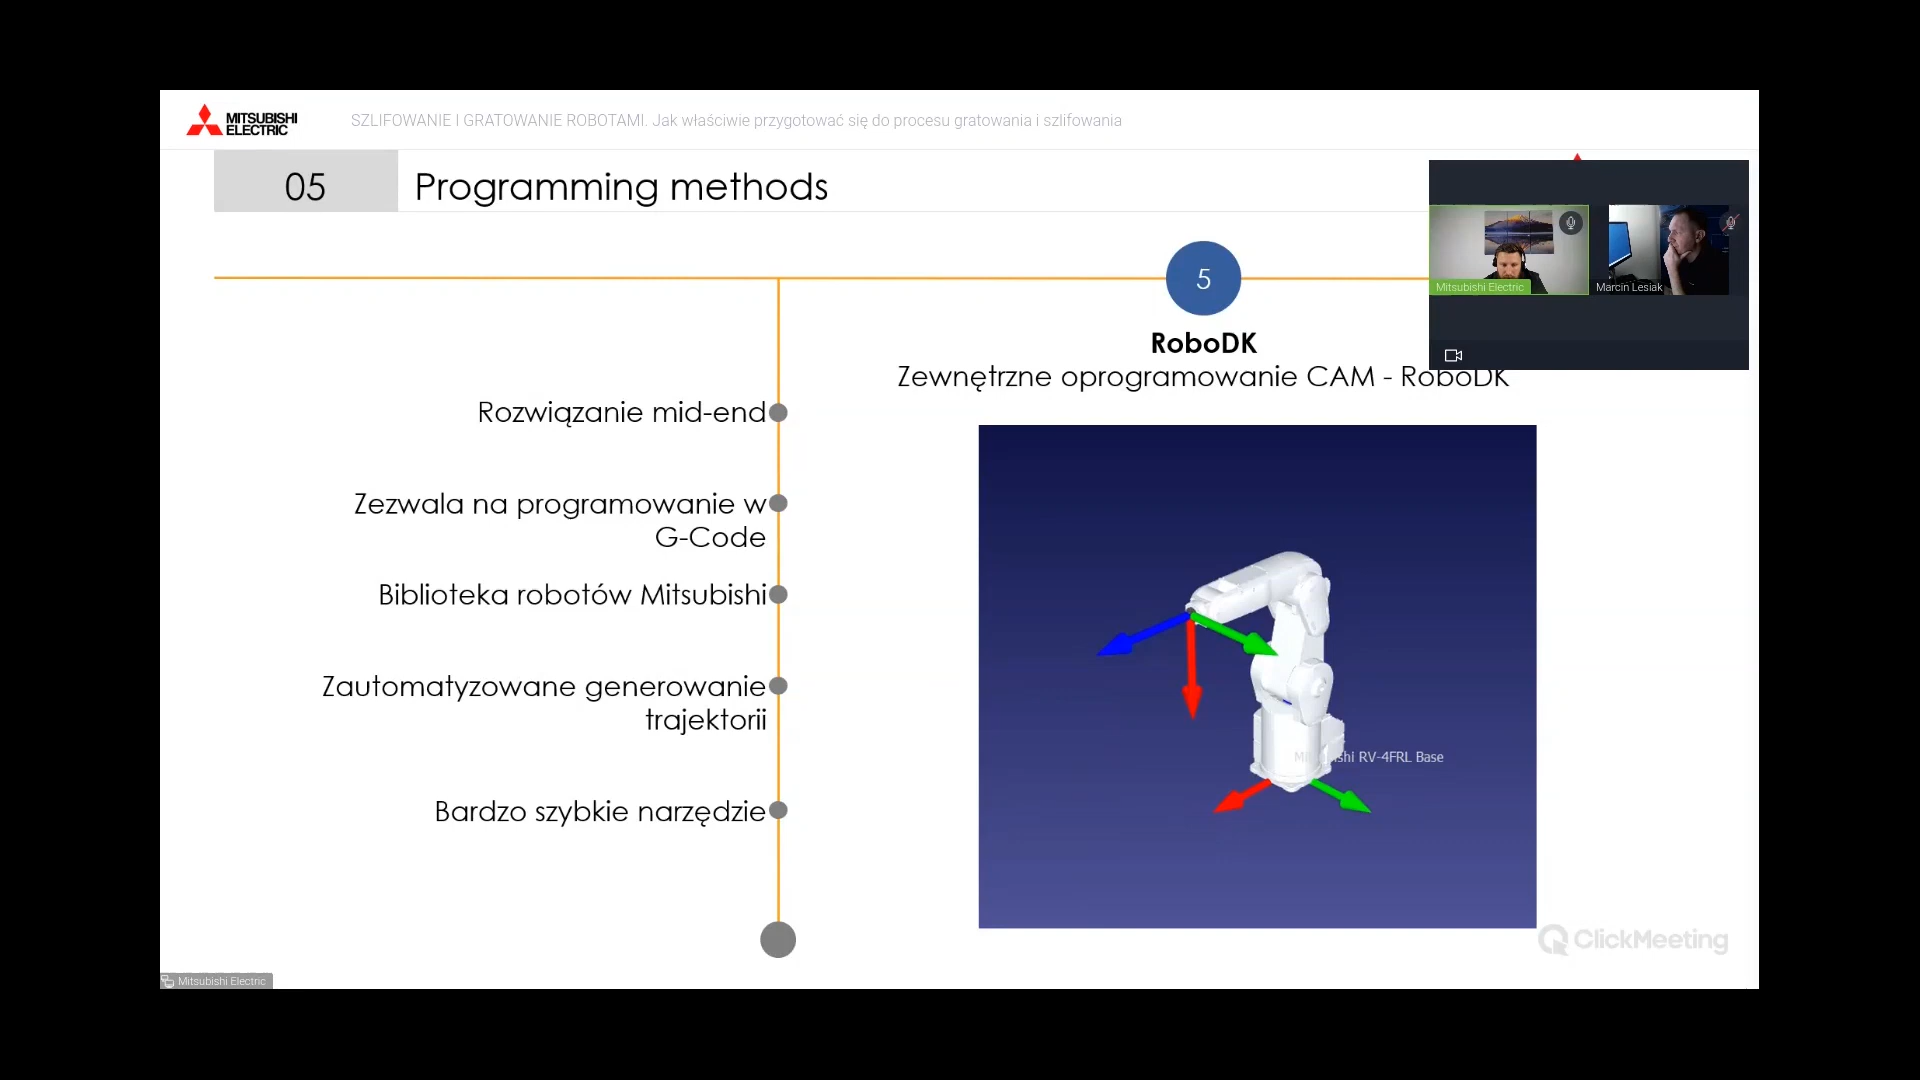 MITSUBISHI
ELECTRIC
SZLIFOWANIE I GRATOWANIE ROBOTAMI. Jak właściwie przygotować się do procesu gratowania i szlifowania
05
Programming methods
Mitsubishi Electric
Marcin Lesiak
5
RoboDK
Zewnętrzne oprogramowanie CAM - RoboDK
Rozwiązanie mid-end
Zezwala na programowanie w
G-Code
Biblioteka robotów Mitsubishi
Zautomatyzowane generowanie
trajektorii
Bardzo szybkie narzędzie
RV-4FRL Base
ClickMeeting
Mitsubishi Electric